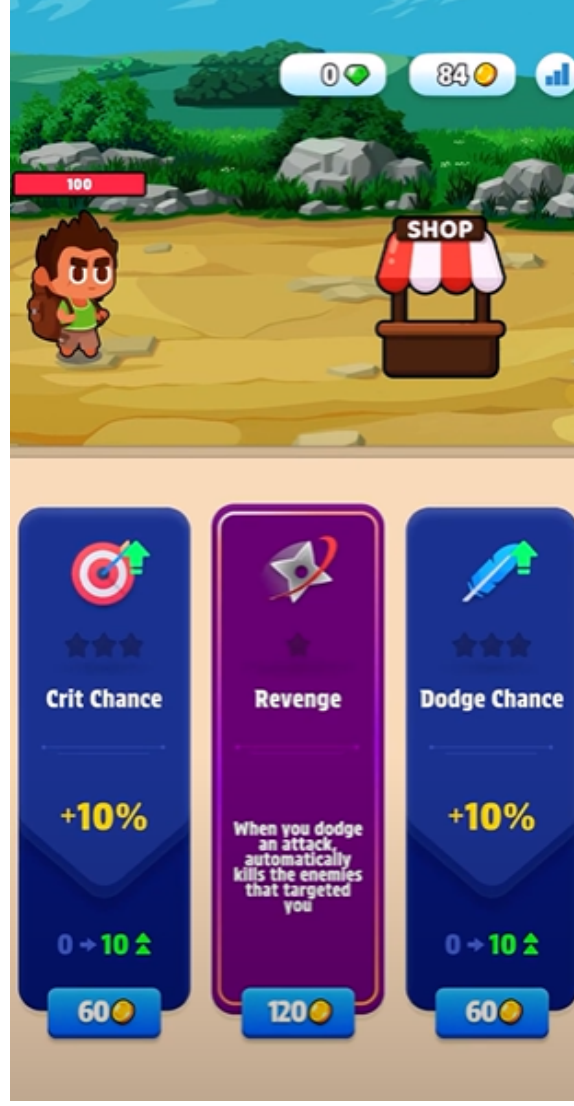 0
84
100
SHOP
Crit Chance
+10%
0 → 10
60
Revenge
When you dodge
an attack,
automatically
kills the enemies
that targeted
you
120
Dodge Chance
+10%
0 → 10
60